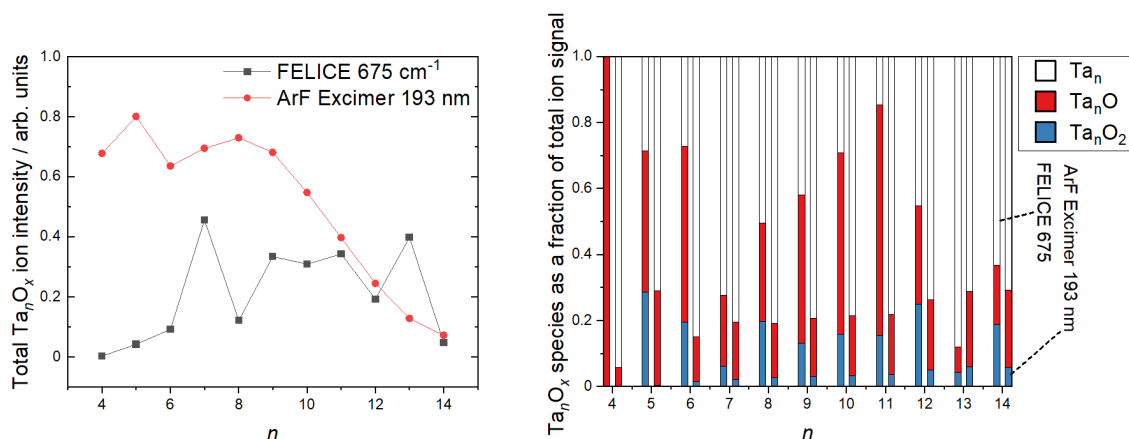 Total TaₙOₓ ion intensity / arb. units
1.0
0.8
0.6
0.4
0.2
0
4
6
8
10
12
14
n
FELICE 675 cm⁻¹
ArF Excimer 193 nm
TaₙOₓ species as a fraction of total ion signal
1.0
0.8
0.6
0.4
0.2
0
4
5
6
7
8
9
10
11
12
13
14
n
Taₙ
TaₙO
TaₙO₂
ArF Excimer 193 nm
FELICE 675